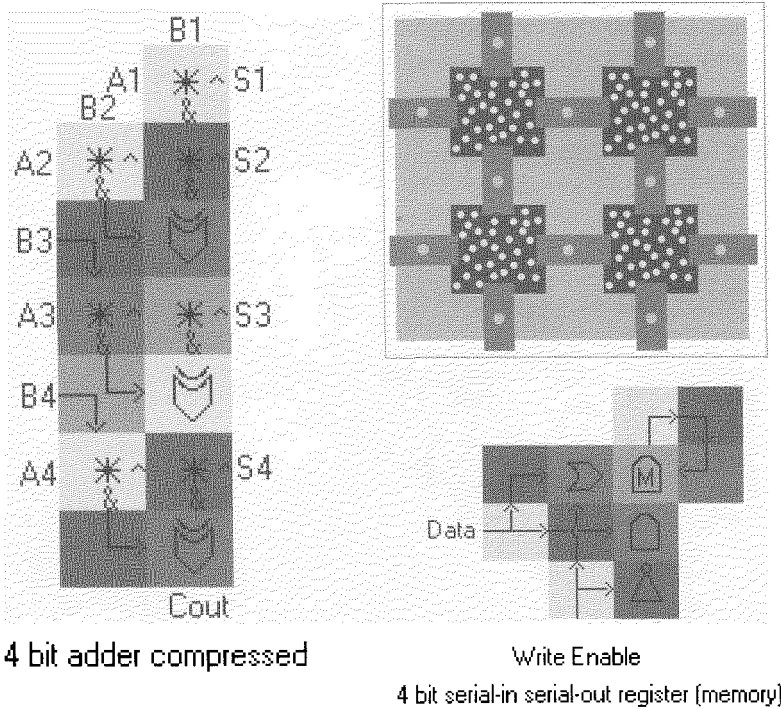 B1
A1 * ^ S1
&
B2
A2 * ^ * ^ S2
& &
B3
A3 * ^ * ^ S3
& &
B4
A4 * ^ * ^ S4
& &
Cout
4 bit adder compressed
M
Data
Write Enable
4 bit serial-in serial-out register (memory)